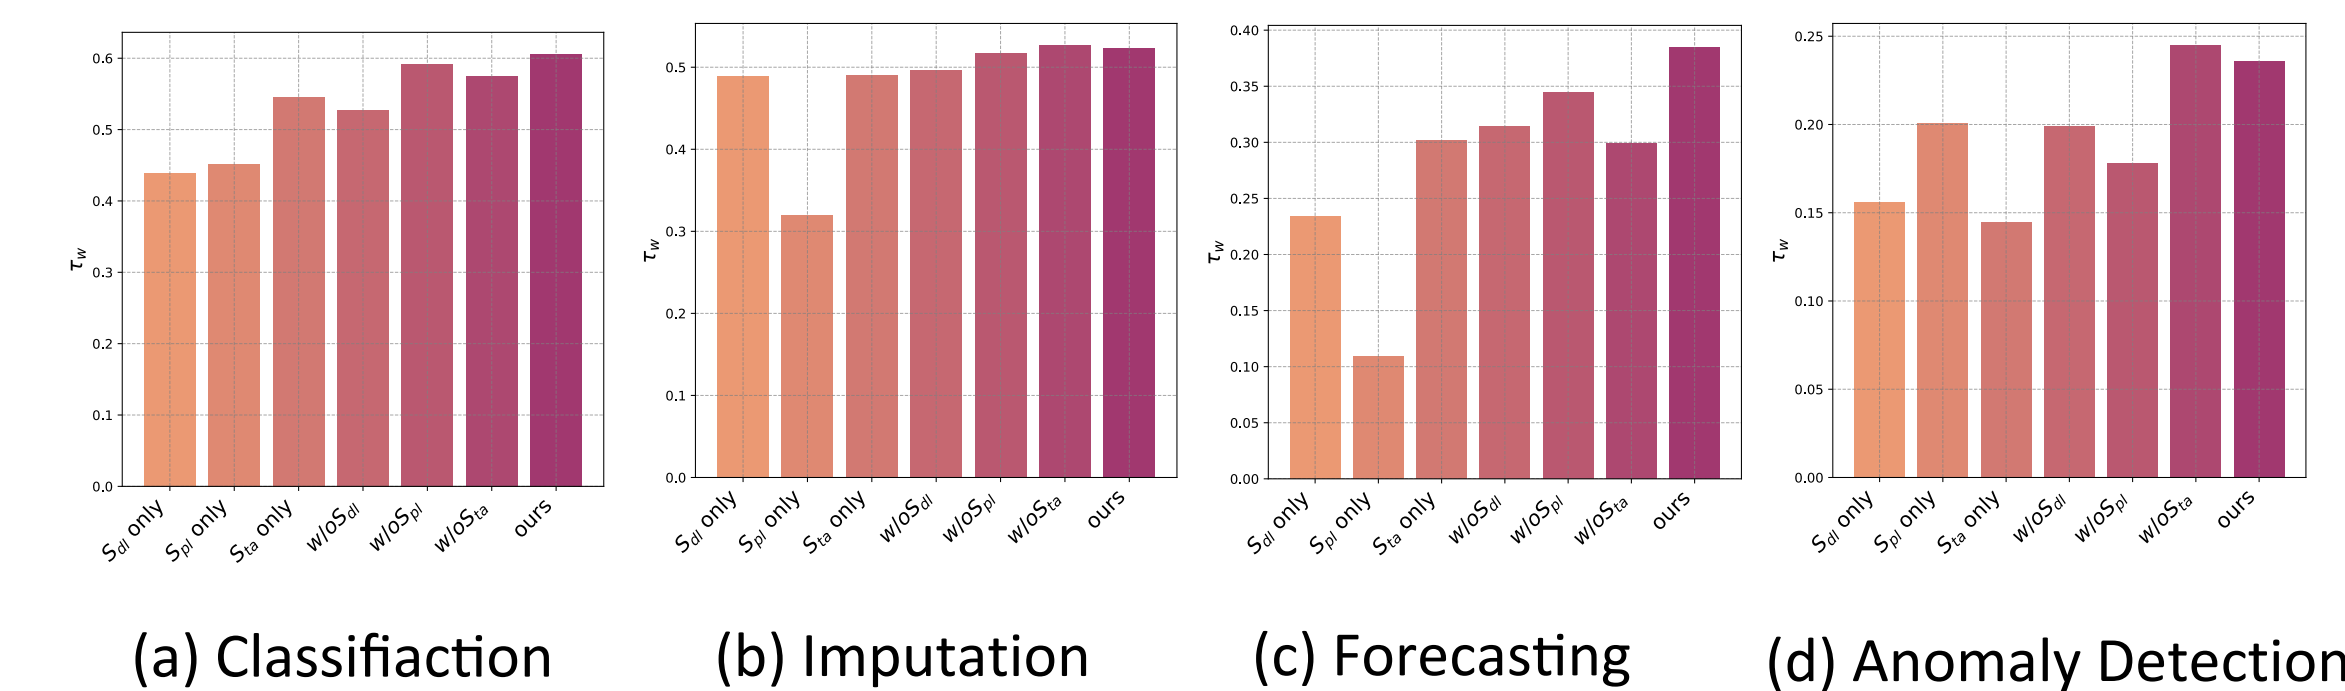 0.6
0.5
0.4
0.3
0.2
0.1
0.0
τw
Sdl only
Spl only
Sta only
w/oSdl
w/oSpl
w/oSta
ours
(a) Classifiaction
0.5
0.4
0.3
0.2
0.1
0.0
τw
Sdl only
Spl only
Sta only
w/oSdl
w/oSpl
w/oSta
ours
(b) Imputation
0.40
0.35
0.30
0.25
0.20
0.15
0.10
0.05
0.00
τw
Sdl only
Spl only
Sta only
w/oSdl
w/oSpl
w/oSta
ours
(c) Forecasting
0.25
0.20
0.15
0.10
0.05
0.00
τw
Sdl only
Spl only
Sta only
w/oSdl
w/oSpl
w/oSta
ours
(d) Anomaly Detection